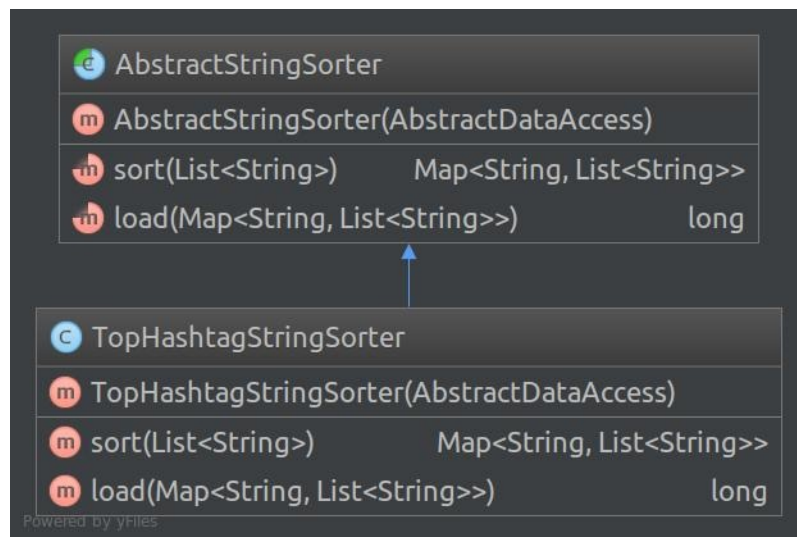 AbstractStringSorter
AbstractStringSorter(AbstractDataAccess)
sort(List<String>) Map<String, List<String>>
load(Map<String, List<String>>) long
TopHashtagStringSorter
TopHashtagStringSorter(AbstractDataAccess)
sort(List<String>) Map<String, List<String>>
load(Map<String, List<String>>) long
Powered by yFiles